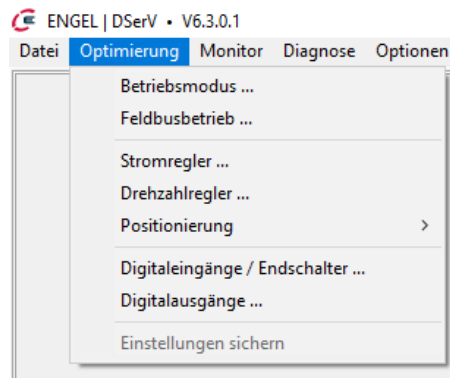 ENGEL | DServ • V6.3.0.1
Datei Optimierung Monitor Diagnose Optionen
Betriebsmodus ...
Feldbusbetrieb ...
Stromregler ...
Drehzahlregler ...
Positionierung
Digitaleingänge / Endschalter ...
Digitalausgänge ...
Einstellungen sichern